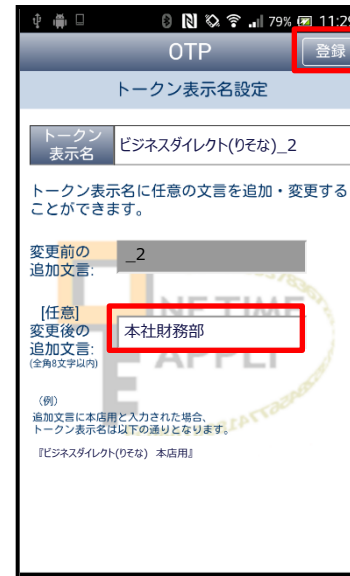 79% 11:29
OTP
登録
トークン表示名設定
トークン
表示名
ビジネスダイレクト(りそな)_2
トークン表示名に任意の文言を追加・変更する
ことができます。
変更前の
追加文言:
_2
[任意]
変更後の
追加文言:
(全角8文字以内)
本社財務部
ONE TIME
APPLI
(例)
追加文言に本店用と入力された場合、
トークン表示名は以下の通りとなります。
『ビジネスダイレクト(りそな) 本店用』